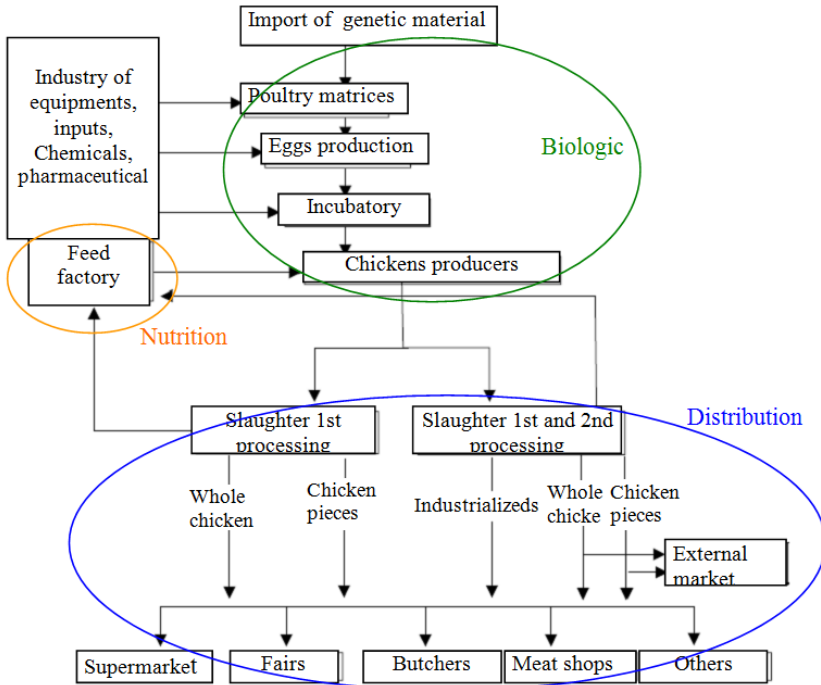 Import of genetic material
Industry of
equipments,
inputs,
Chemicals,
pharmaceutical
Poultry matrices
Eggs production
Biologic
Incubatory
Feed
factory
Chickens producers
Nutrition
Slaughter 1st
processing
Slaughter 1st and 2nd
processing
Distribution
Whole
chicken
Chicken
pieces
Industrializeds
Whole
chicke
Chicken
pieces
External
market
Supermarket
Fairs
Butchers
Meat shops
Others